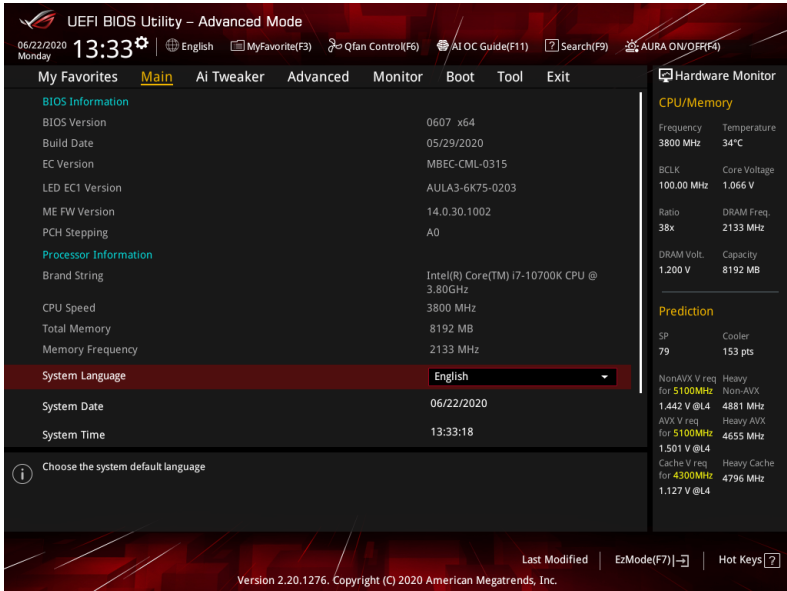 UEFI BIOS Utility – Advanced Mode
06/22/2020
Monday
13:33
English
MyFavorite(F3)
Qfan Control(F6)
AI OC Guide(F11)
Search(F9)
AURA ON/OFF(F4)
My Favorites Main Ai Tweaker Advanced Monitor Boot Tool Exit
BIOS Information
BIOS Version 0607 x64
Build Date 05/29/2020
EC Version MBEC-CML-0315
LED EC1 Version AULA3-6K75-0203
ME FW Version 14.0.30.1002
PCH Stepping A0
Processor Information
Brand String Intel(R) Core(TM) i7-10700K CPU @
3.80GHz
CPU Speed 3800 MHz
Total Memory 8192 MB
Memory Frequency 2133 MHz
System Language English
System Date 06/22/2020
System Time 13:33:18
Choose the system default language
Hardware Monitor
CPU/Memory
Frequency Temperature
3800 MHz 34°C
BCLK Core Voltage
100.00 MHz 1.066 V
Ratio DRAM Freq.
38x 2133 MHz
DRAM Volt. Capacity
1.200 V 8192 MB
Prediction
SP Cooler
79 153 pts
NonAVX V req Heavy
for 5100MHz Non-AVX
1.442 V @L4 4881 MHz
AVX V req Heavy AVX
for 5100MHz 4655 MHz
1.501 V @L4
Cache V req Heavy Cache
for 4300MHz 4796 MHz
1.127 V @L4
Last Modified
EzMode(F7)
Hot Keys ?
Version 2.20.1276. Copyright (C) 2020 American Megatrends, Inc.